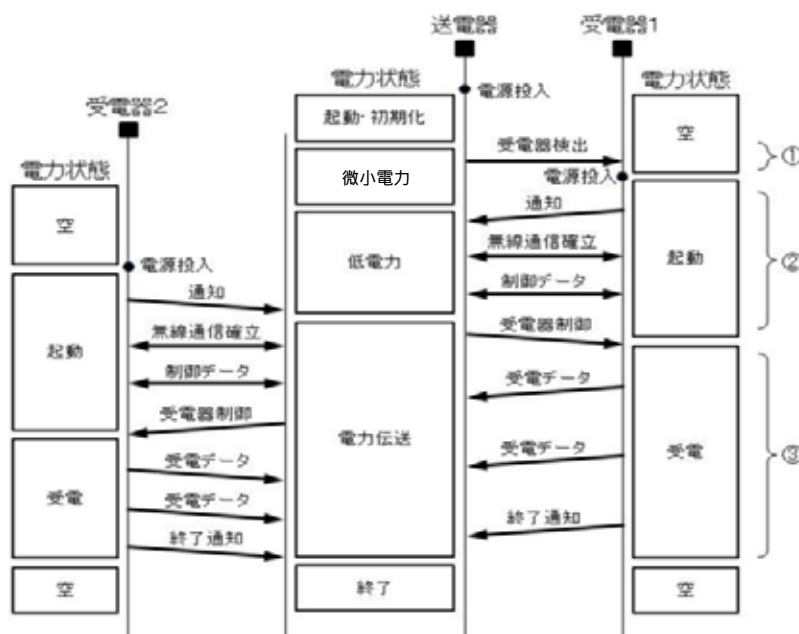 送電器
受電器1
電力状態
電源投入
電力状態
受電器2
起動・初期化
空
受電器検出
①
電力状態
微小電力
電源投入
空
通知
低電力
無線通信確立
起動
②
電源投入
制御データ
通知
受電器制御
起動
無線通信確立
制御データ
受電データ
受電器制御
電力伝送
受電データ
受電
③
受電データ
受電
受電データ
終了通知
終了通知
空
終了
空